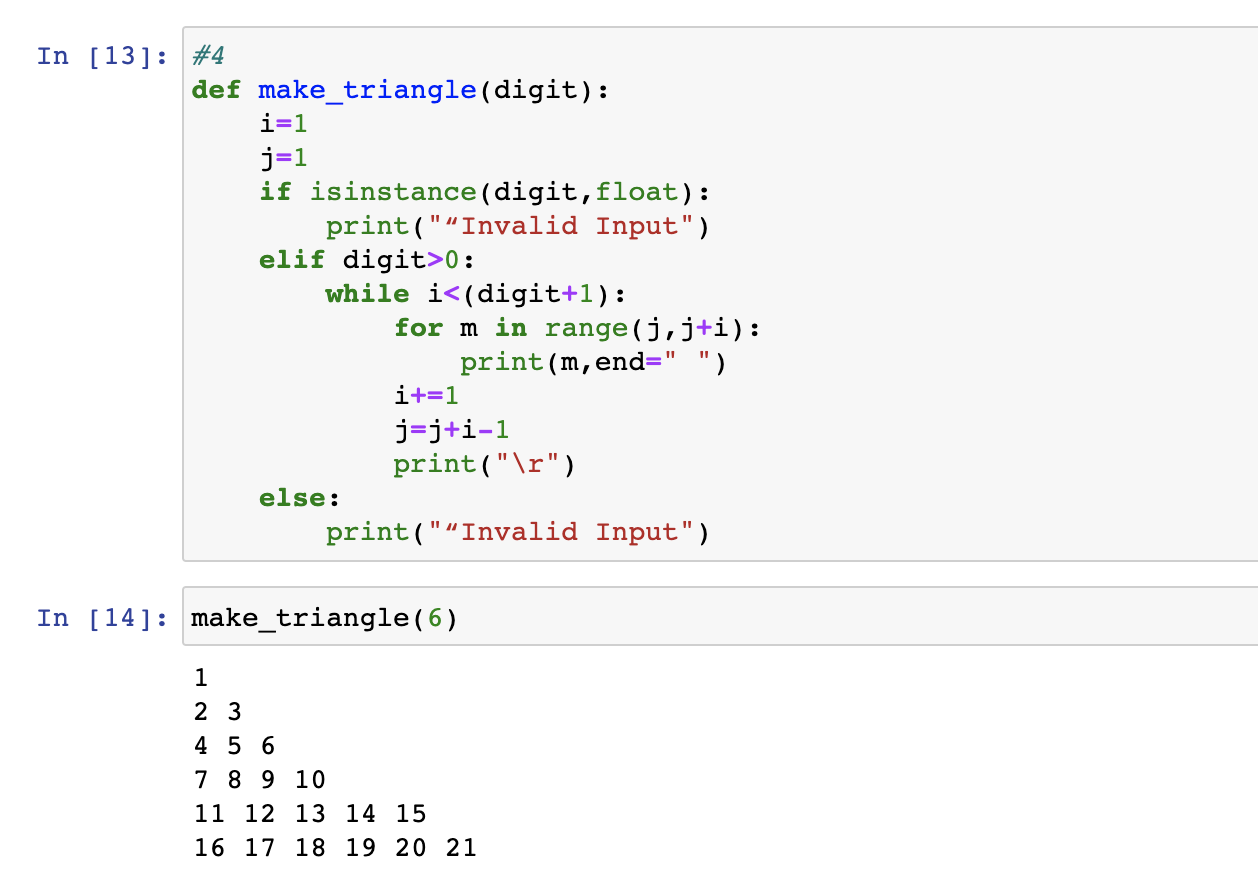 In [13]: #4
def make_triangle(digit):
    i=1
    j=1
    if isinstance(digit,float):
        print("“Invalid Input")
    elif digit>0:
        while i<(digit+1):
            for m in range(j,j+i):
                print(m,end=" ")
            i+=1
            j=j+i-1
            print("\r")
    else:
        print("“Invalid Input")
In [14]: make_triangle(6)
1
2 3
4 5 6
7 8 9 10
11 12 13 14 15
16 17 18 19 20 21